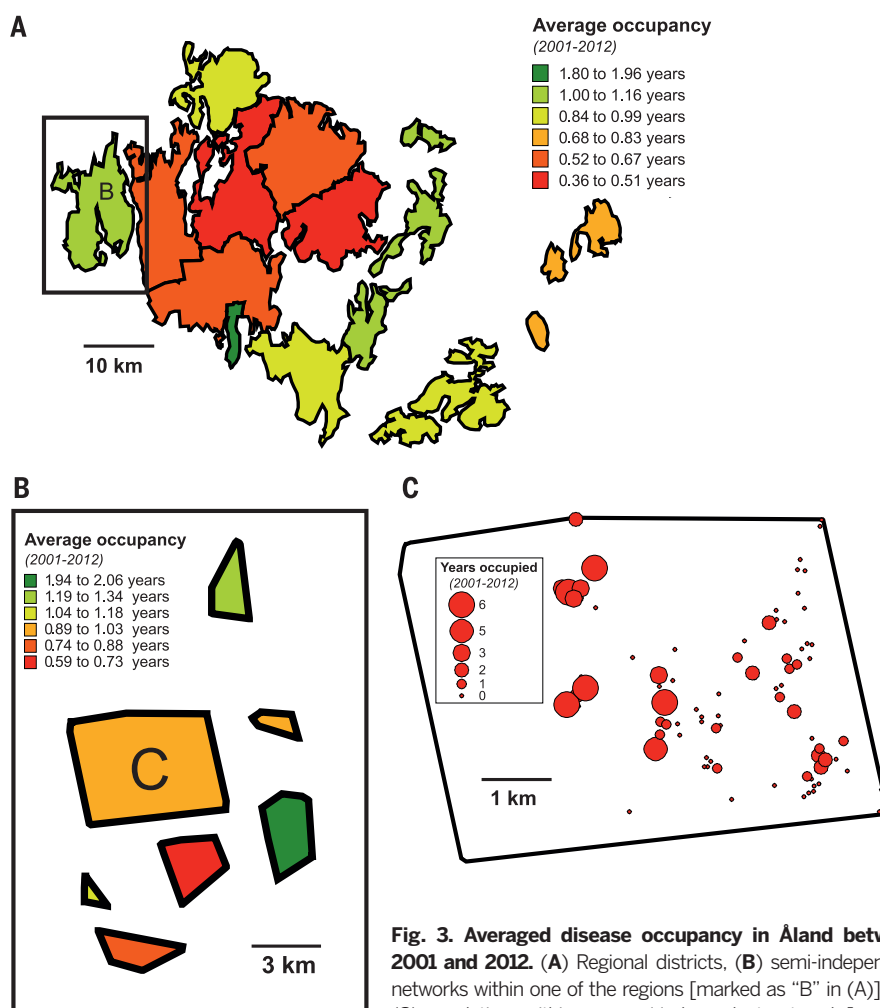 A
Average occupancy
(2001-2012)
1.80 to 1.96 years
1.00 to 1.16 years
0.84 to 0.99 years
0.68 to 0.83 years
0.52 to 0.67 years
0.36 to 0.51 years
B
10 km
B
Average occupancy
(2001-2012)
1.94 to 2.06 years
1.19 to 1.34 years
1.04 to 1.18 years
0.89 to 1.03 years
0.74 to 0.88 years
0.59 to 0.73 years
C
3 km
C
Years occupied
(2001-2012)
6
5
3
2
1
0
1 km
Fig. 3. Averaged disease occupancy in Åland betw
2001 and 2012. (A) Regional districts, (B) semi-indepen
networks within one of the regions [marked as “B” in (A)]